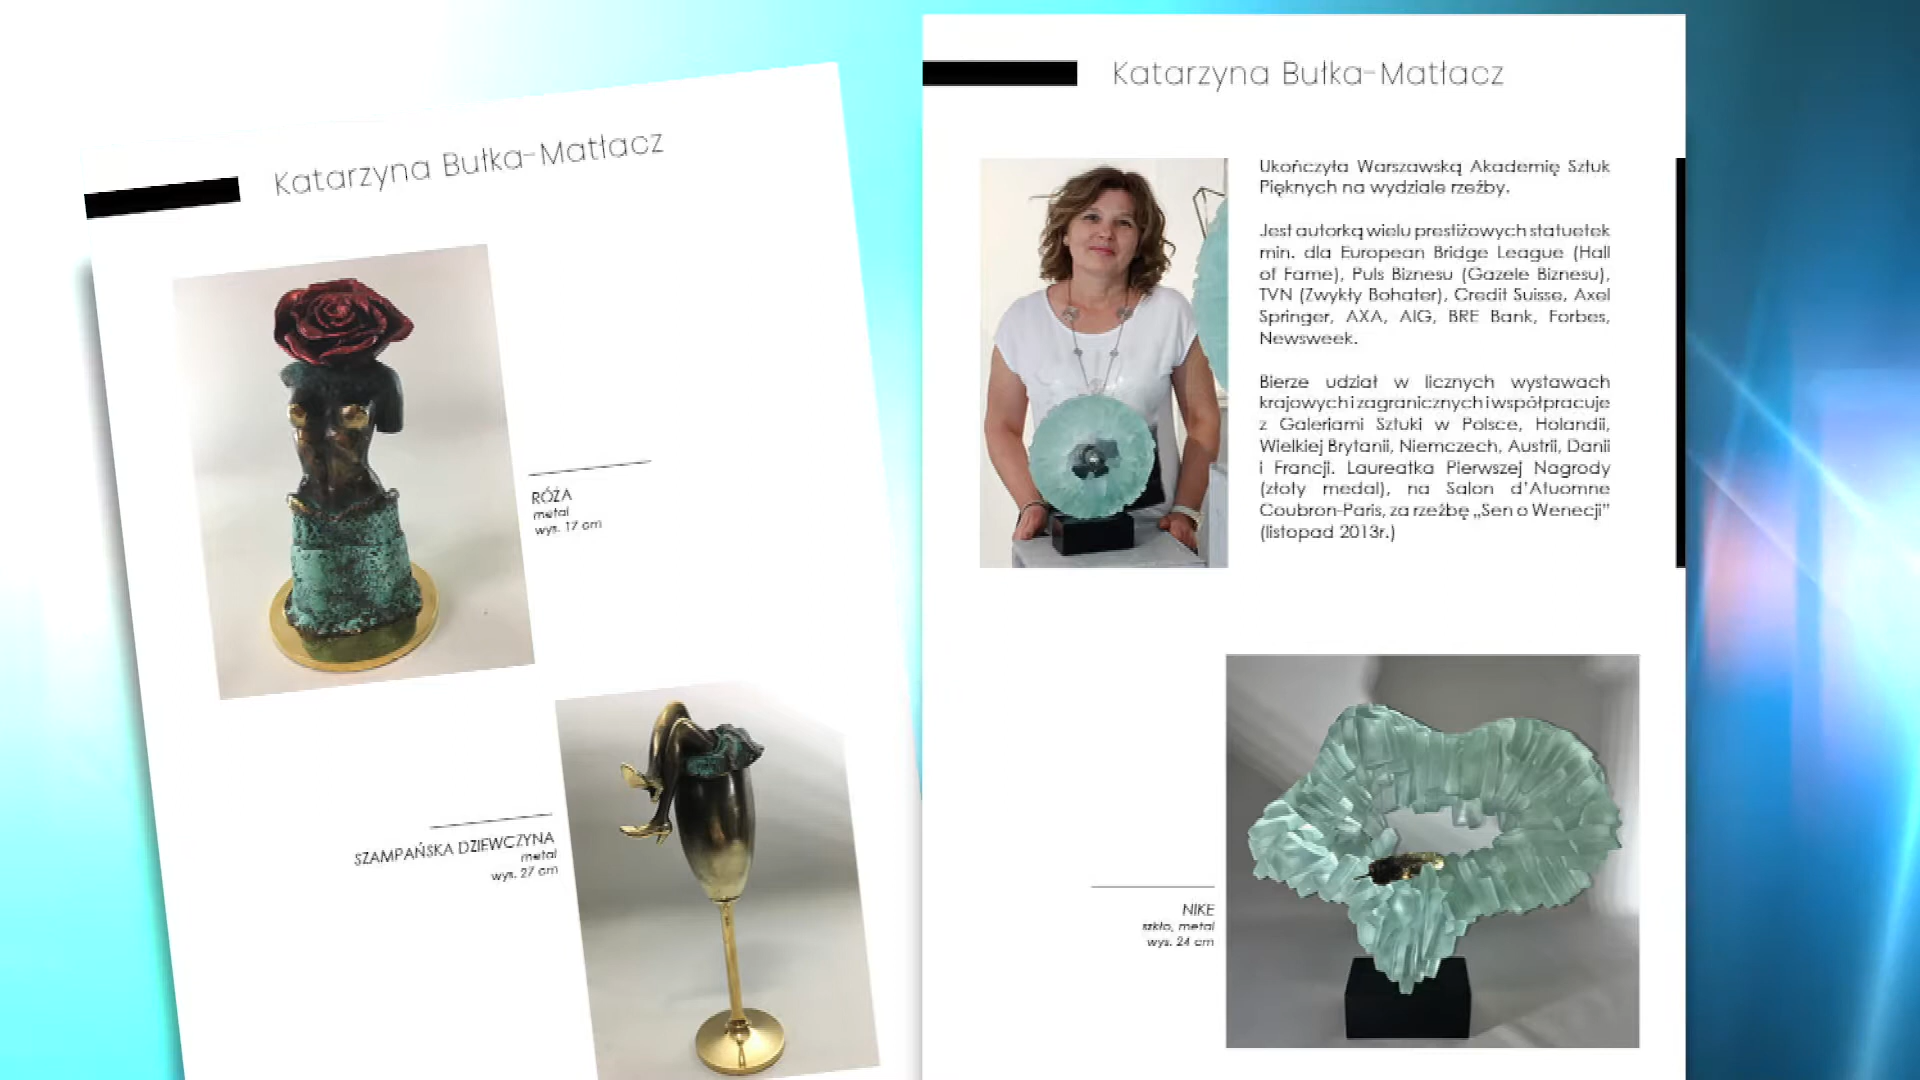 Katarzyna Bułka-Matłacz
RÓŻA
metal
wys. 17 cm
SZAMPAŃSKA DZIEWCZYNA
metal
wys. 27 cm
Katarzyna Bułka-Matłacz
Ukończyła Warszawską Akademię Sztuk
Pięknych na wydziale rzeźby.
Jest autorką wielu prestiżowych statuetek
min. dla European Bridge League (Hall
of Fame), Puls Biznesu (Gazele Biznesu),
TVN (Zwykły Bohater), Credit Suisse, Axel
Springer, AXA, AIG, BRE Bank, Forbes,
Newsweek.
Bierze udział w licznych wystawach
krajowych i zagranicznych i współpracuje
z Galeriami Sztuki w Polsce, Holandii,
Wielkiej Brytanii, Niemczech, Austrii, Danii
i Francji. Laureatka Pierwszej Nagrody
(złoty medal), na Salon d'Atuomne
Coubron-Paris, za rzeźbę „Sen o Wenecji"
(listopad 2013r.)
NIKE
szkło, metal
wys. 24 cm